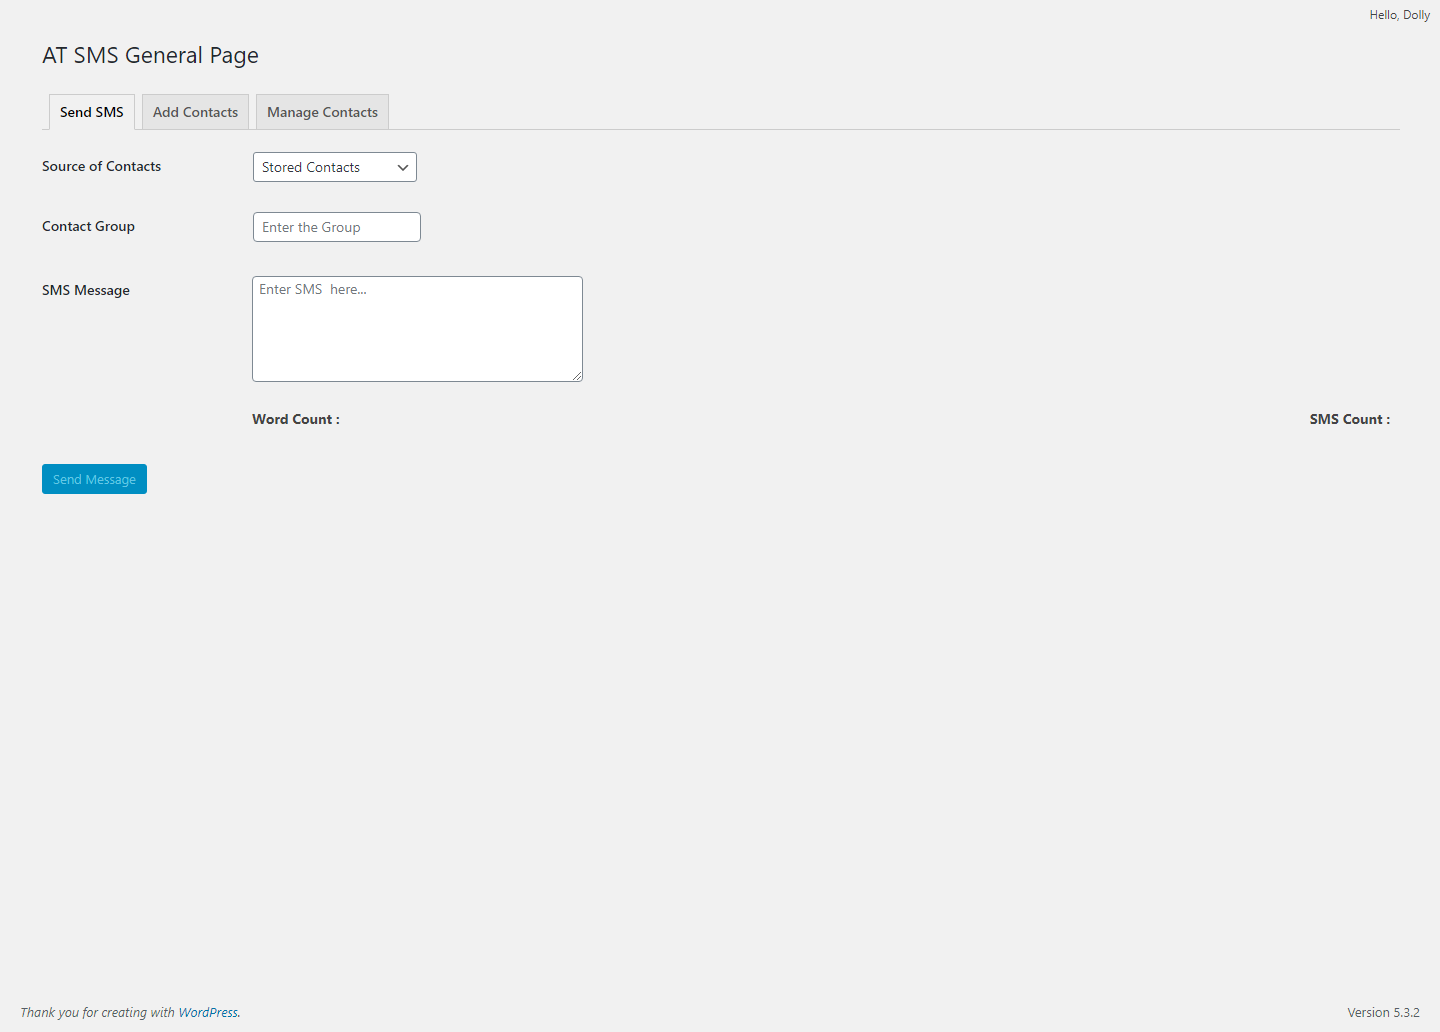 Hello, Dolly
AT SMS General Page
Send SMS
Add Contacts
Manage Contacts
Source of Contacts
Stored Contacts
Contact Group
Enter the Group
SMS Message
Enter SMS  here...
Word Count :
SMS Count :
Send Message
Thank you for creating with WordPress.
Version 5.3.2